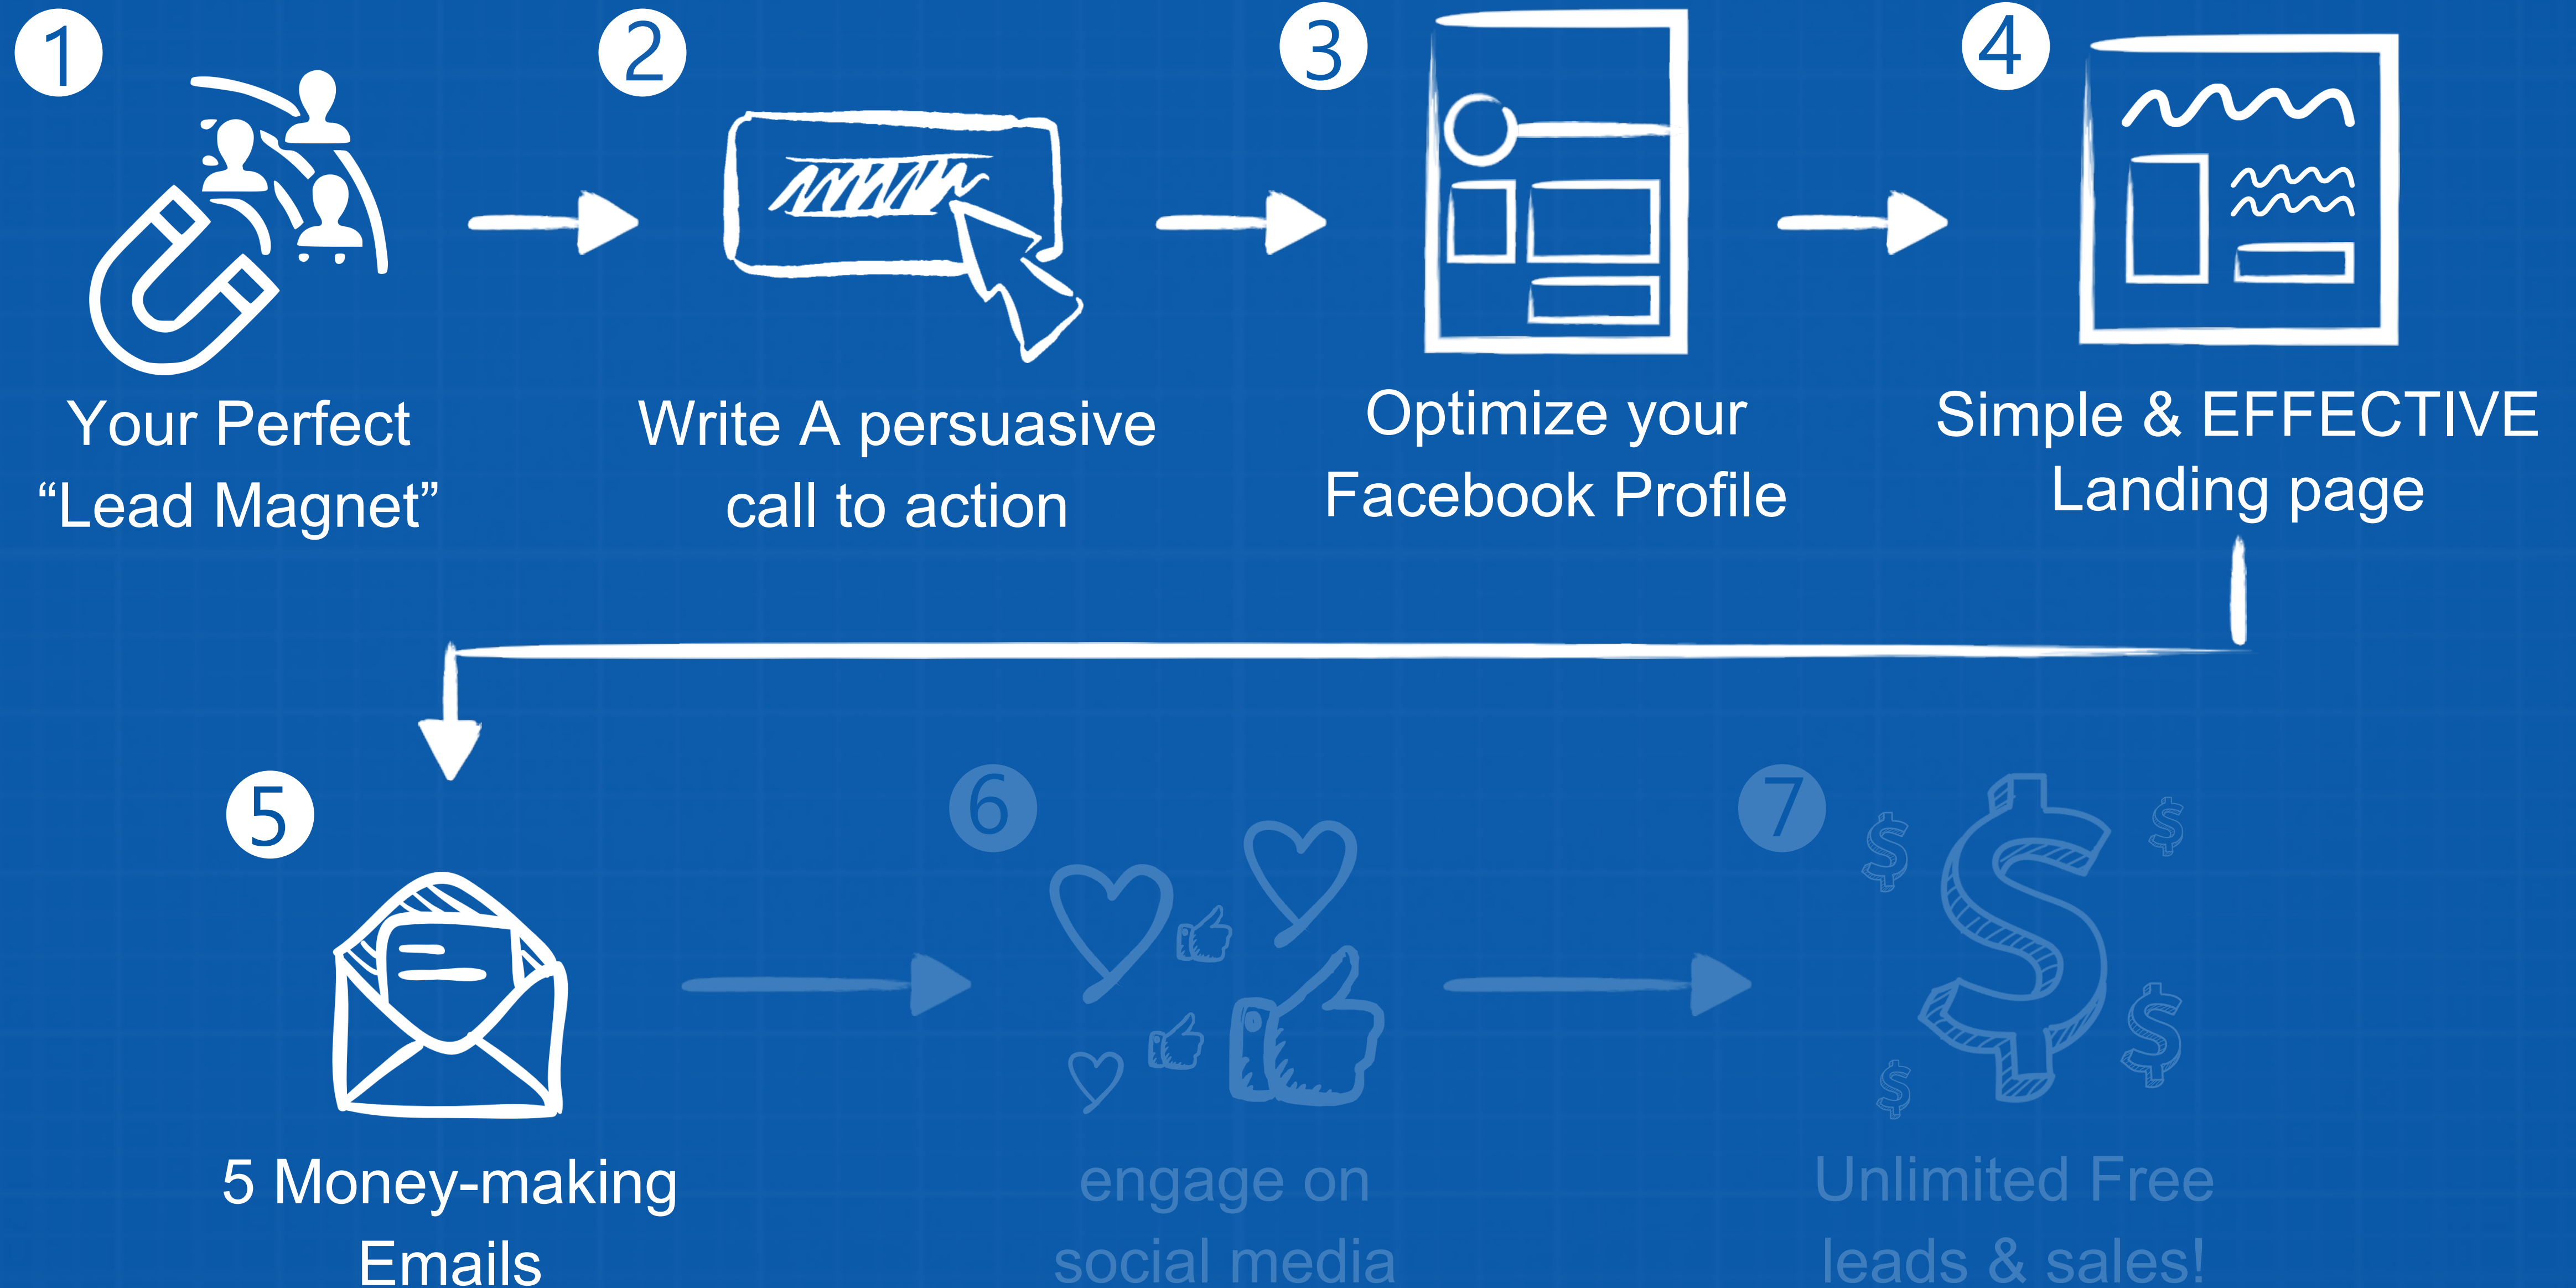 1
2
3
4
Your Perfect
“Lead Magnet”
Write A persuasive
call to action
Optimize your
Facebook Profile
Simple & EFFECTIVE
Landing page
5
6
7
5 Money-making
Emails
engage on
social media
Unlimited Free
leads & sales!